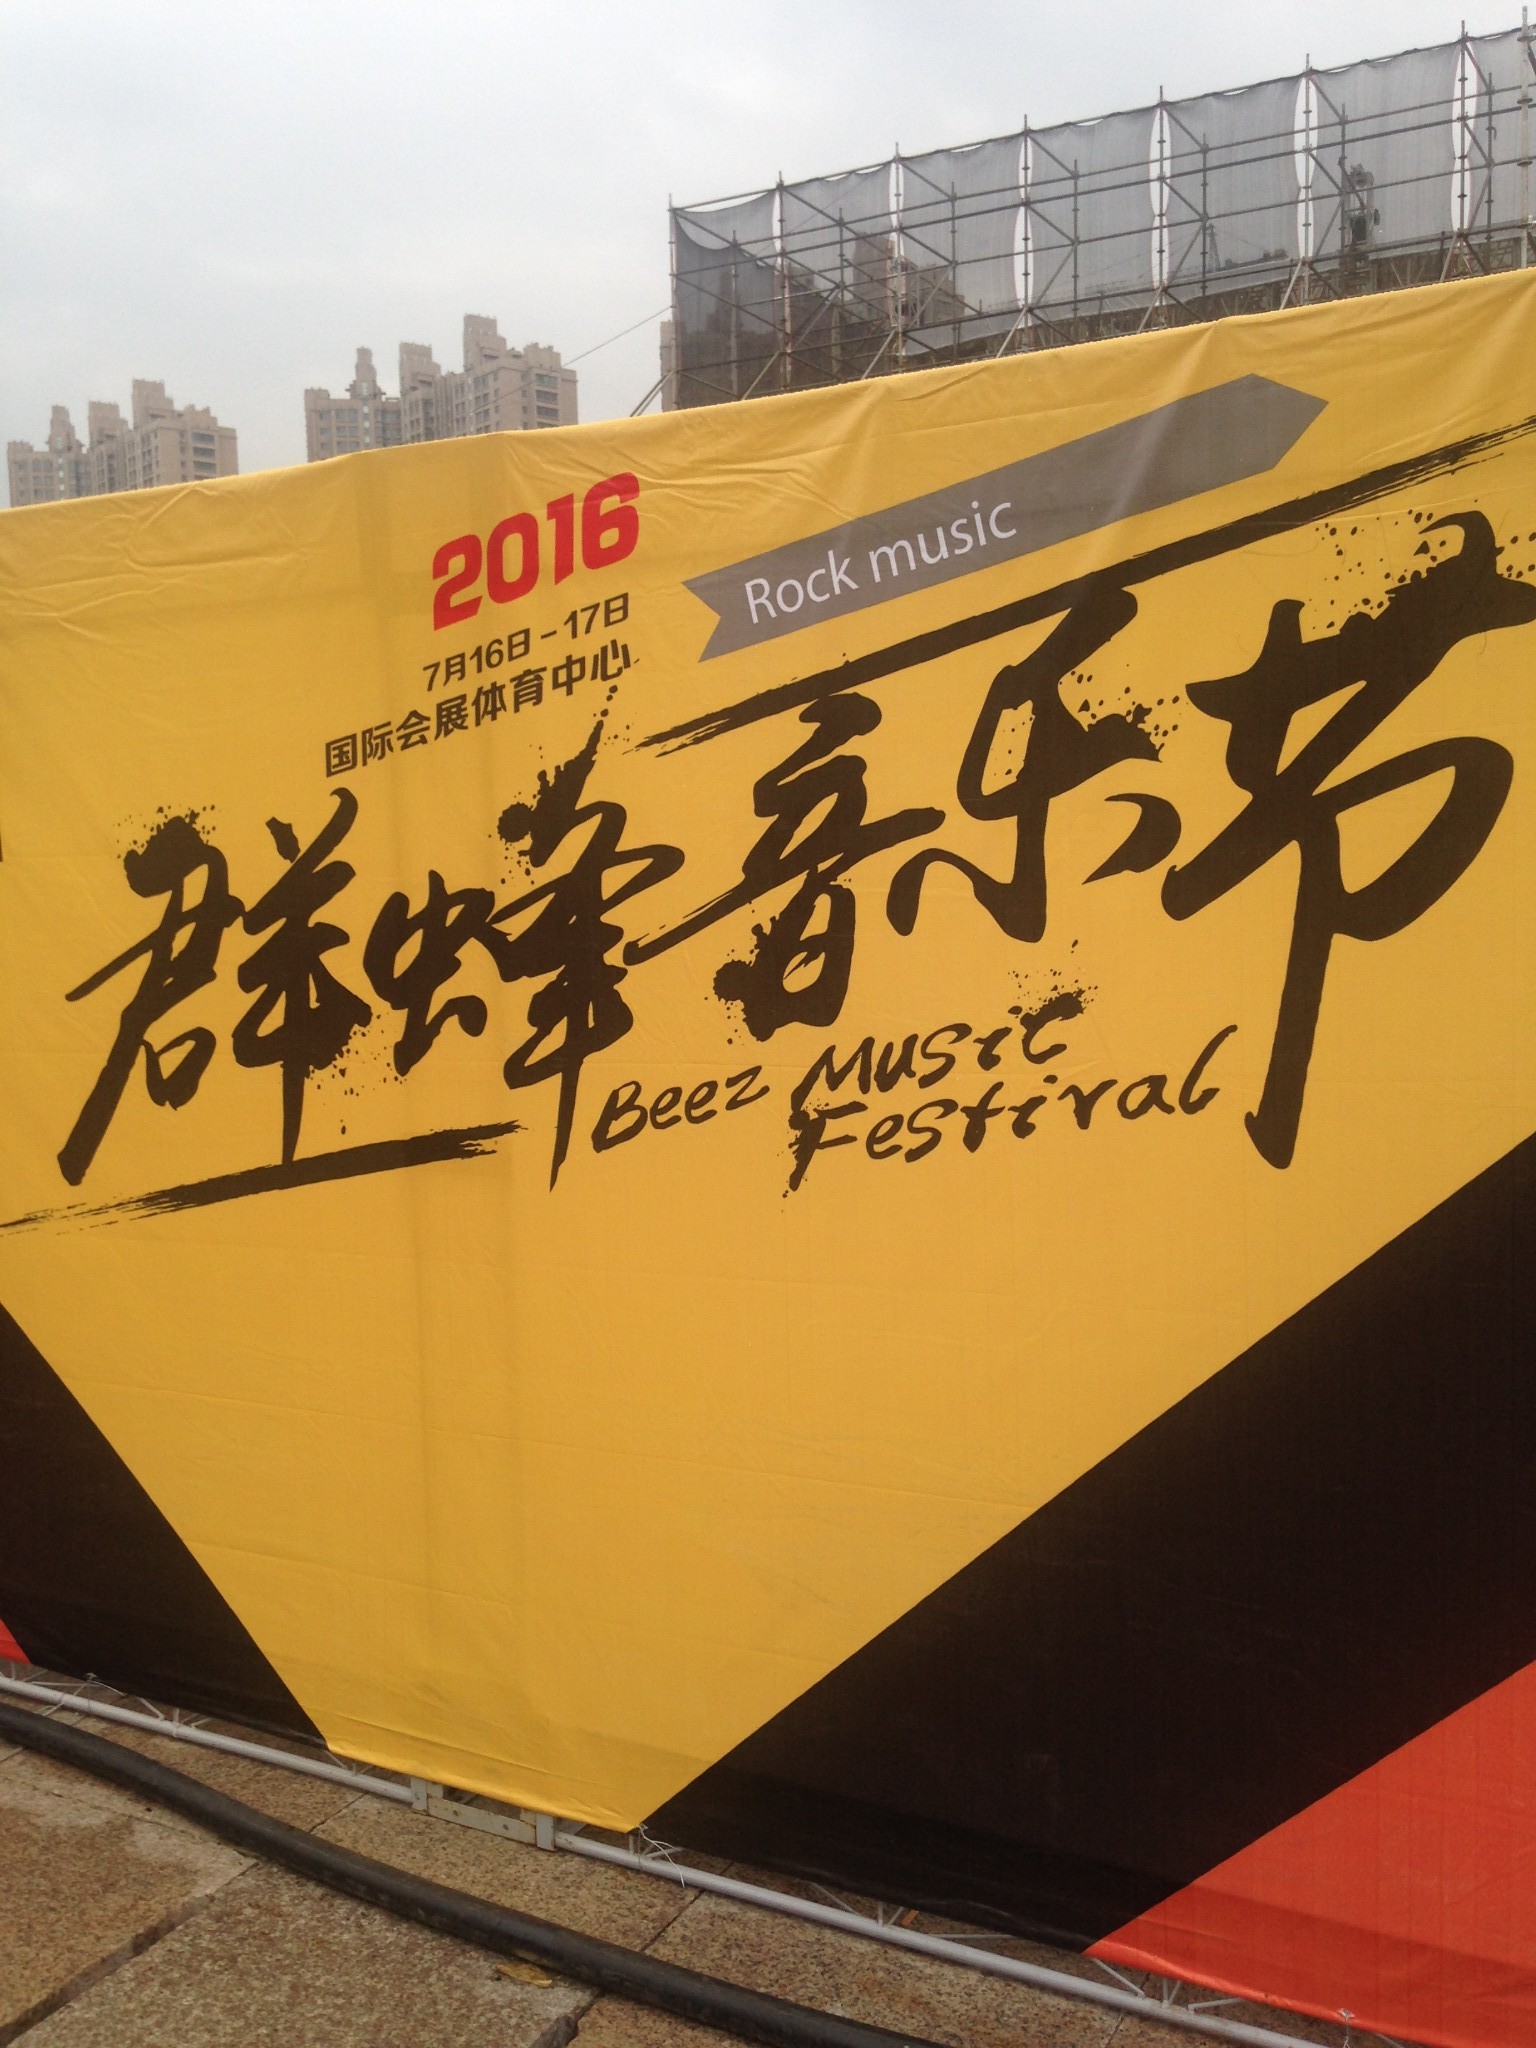 2016
7月16日-17日
国际会展体育中心
Rock music
群蜂音乐节
Beez Music
Festival